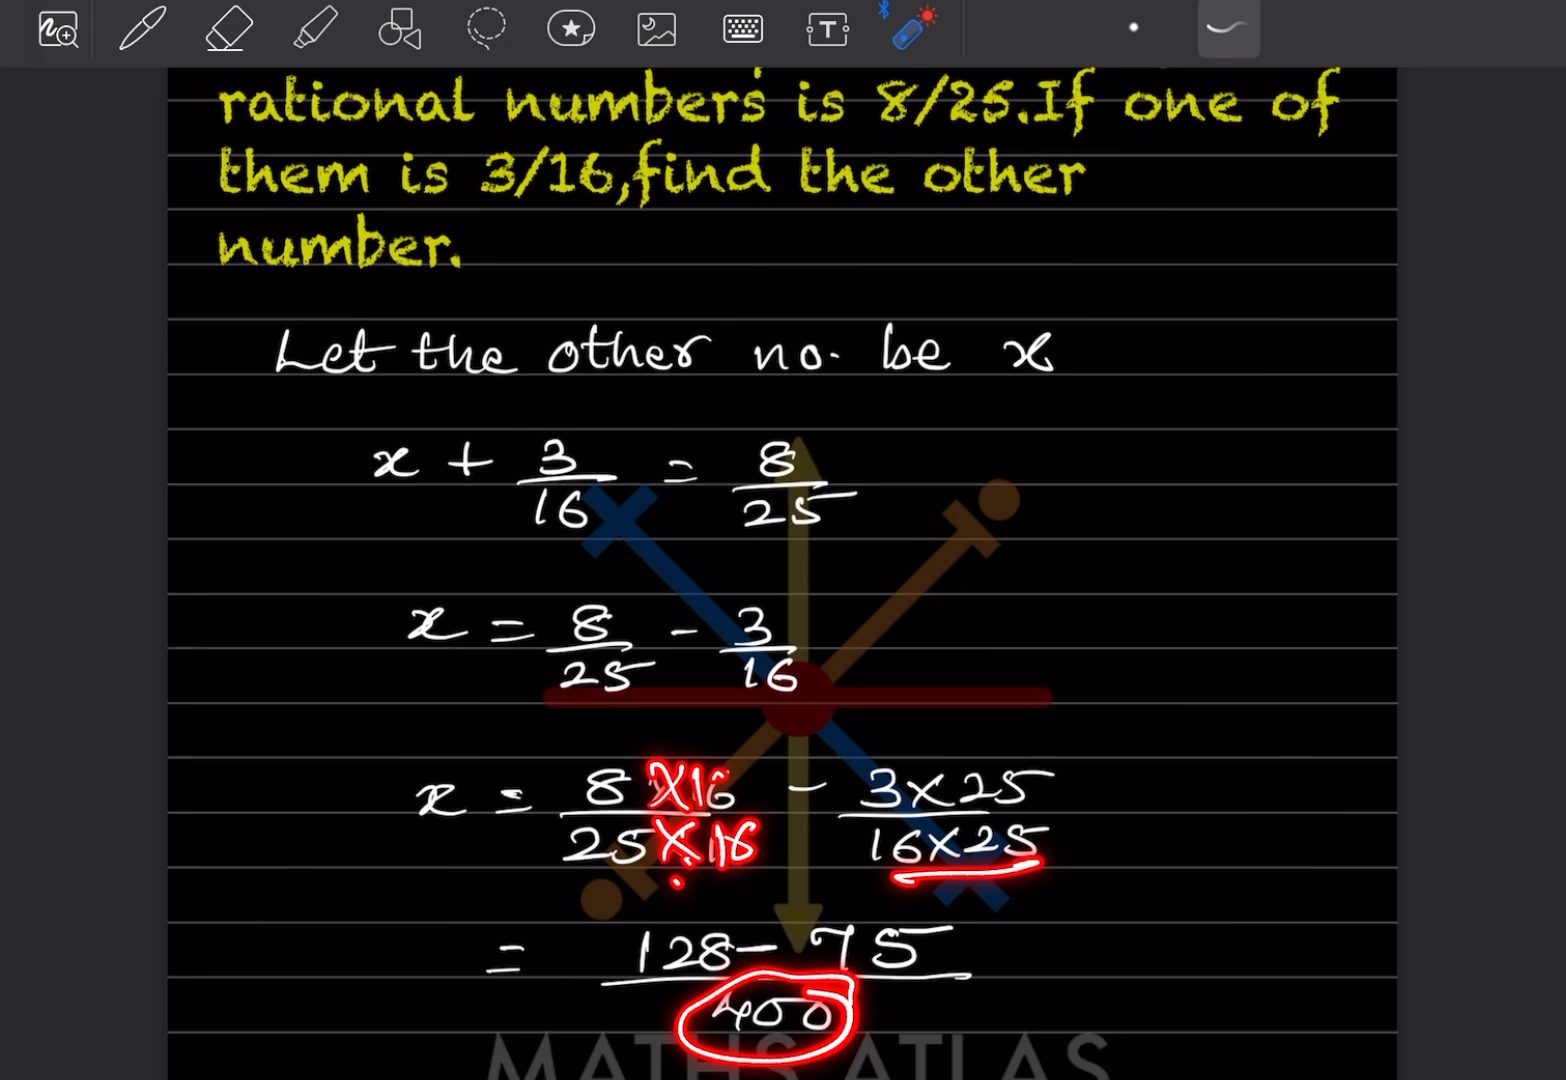 rational numbers is 8/25.If one of
them is 3/16,find the other
number.
Let the other no. be x
x + 3/16 = 8/25
x = 8/25 - 3/16
x = 8×16/25×16 - 3×25/16×25
= 128-75/400
MATHS ATLAS